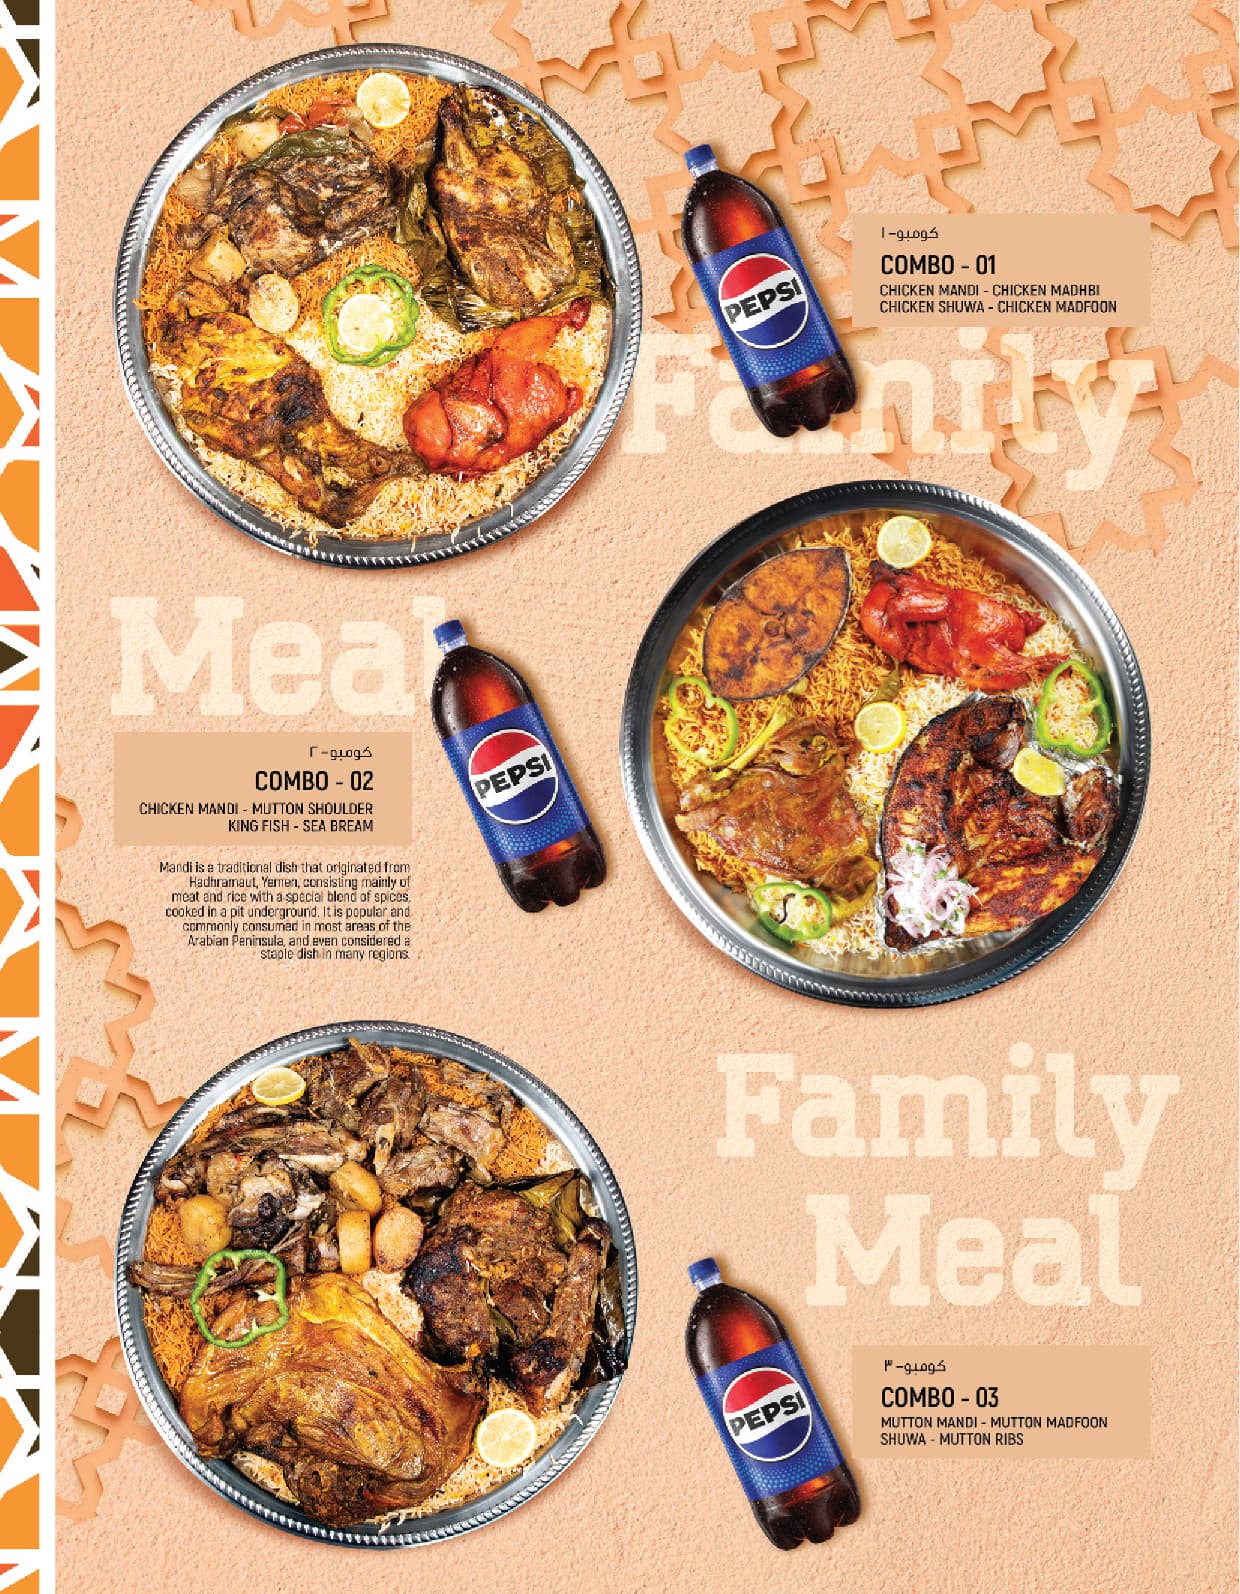 كومبو- ١
COMBO - 01
CHICKEN MANDI - CHICKEN MADHBI
CHICKEN SHUWA - CHICKEN MADFOON
PEPSI
Family
Meal
كومبو- ٢
COMBO - 02
CHICKEN MANDI - MUTTON SHOULDER
KING FISH - SEA BREAM
PEPSI
Mandi is a traditional dish that originated from
Hadhramaut, Yemen, consisting mainly of
meat and rice with a special blend of spices,
cooked in a pit underground. It is popular and
commonly consumed in most areas of the
Arabian Peninsula, and even considered a
staple dish in many regions.
Family
Meal
كومبو- ٣
COMBO - 03
MUTTON MANDI - MUTTON MADFOON
SHUWA - MUTTON RIBS
PEPSI